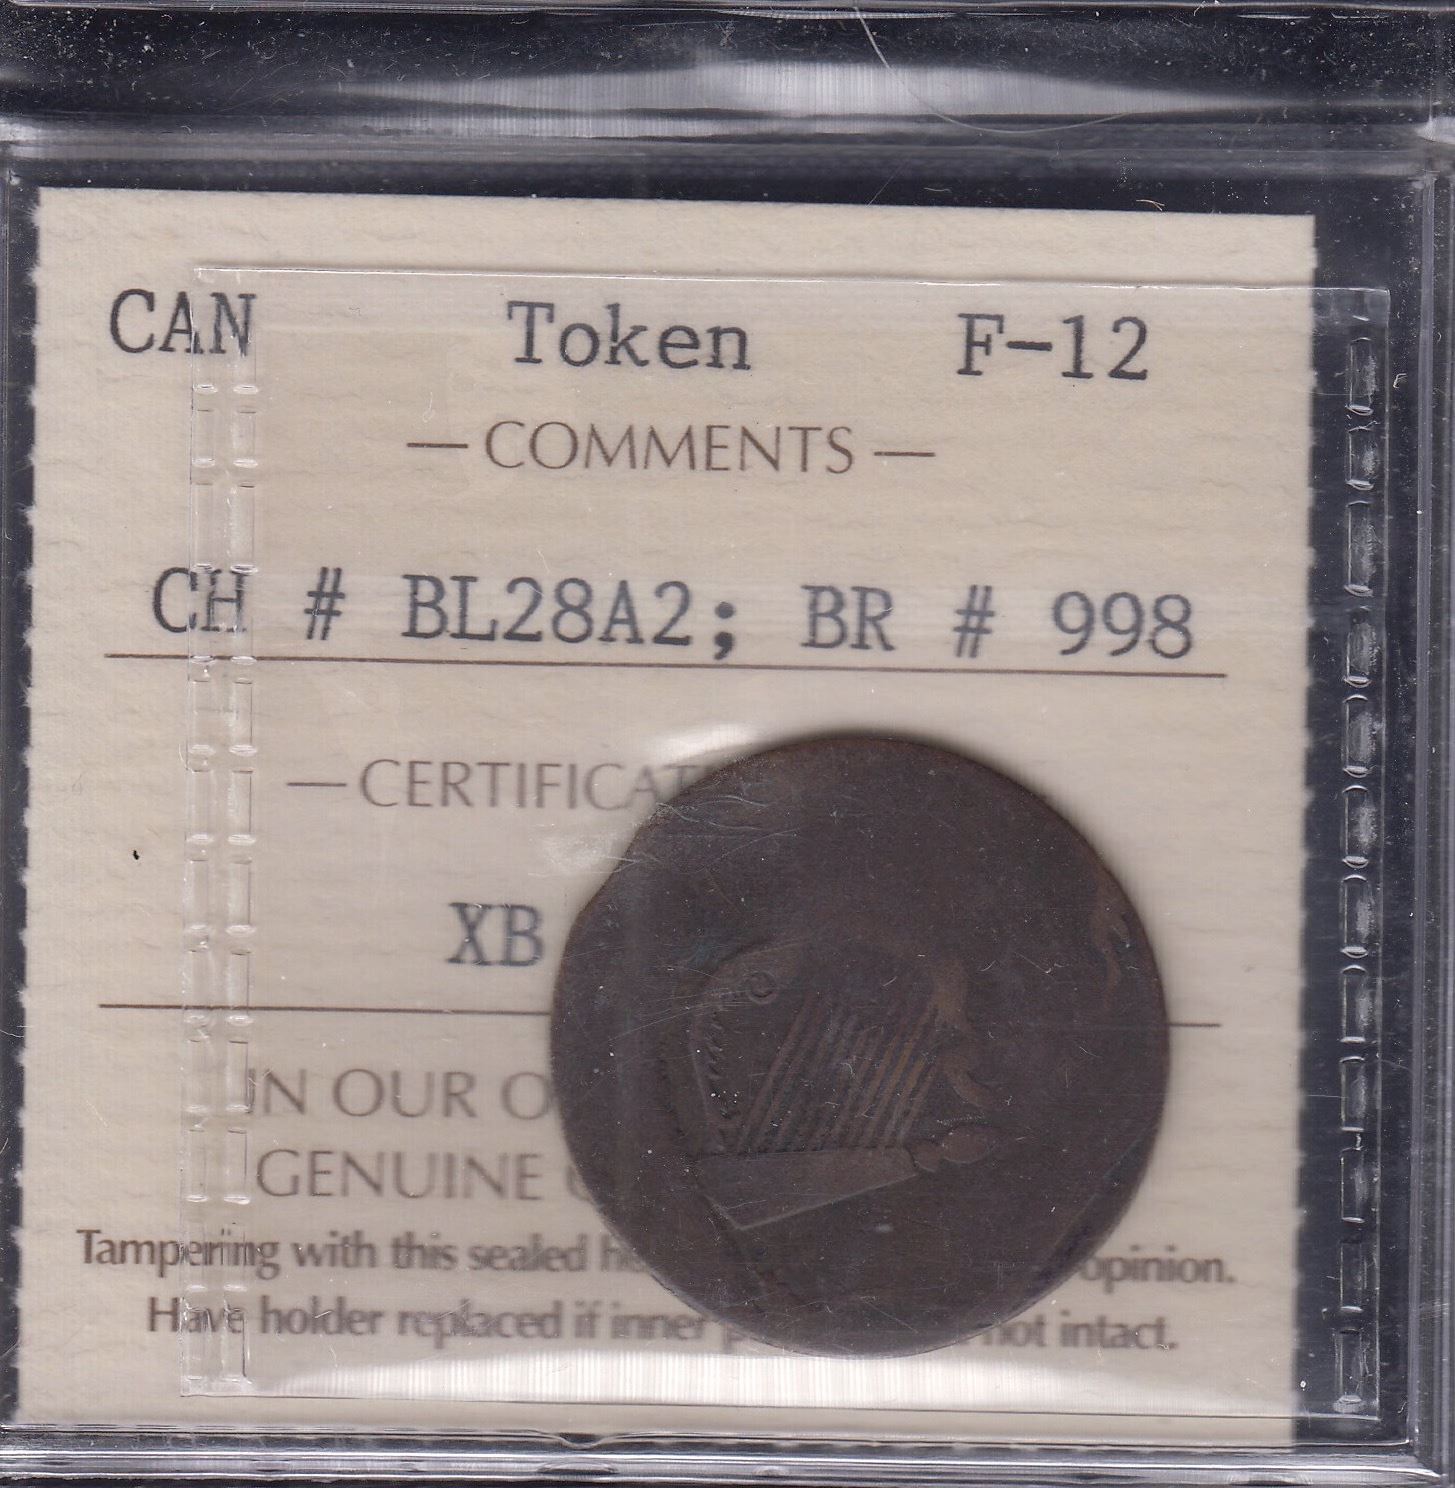 CAN Token F-12
— COMMENTS —
CH # BL28A2; BR # 998
— CERTIFICAT
XB
IN OUR O
GENUINE
Tampering with this sealed opinion.
Have holder replaced if inner not intact.